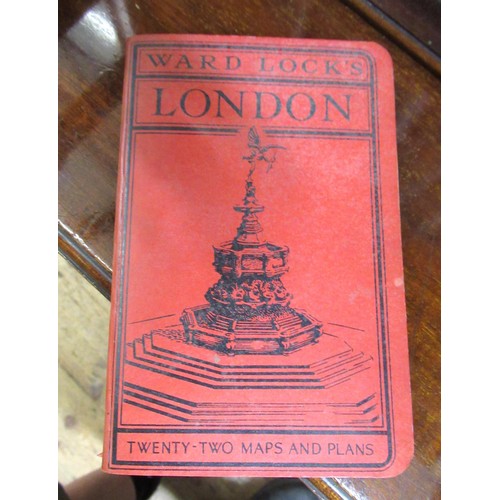 WARD LOCK'S
LONDON
TWENTY-TWO MAPS AND PLANS